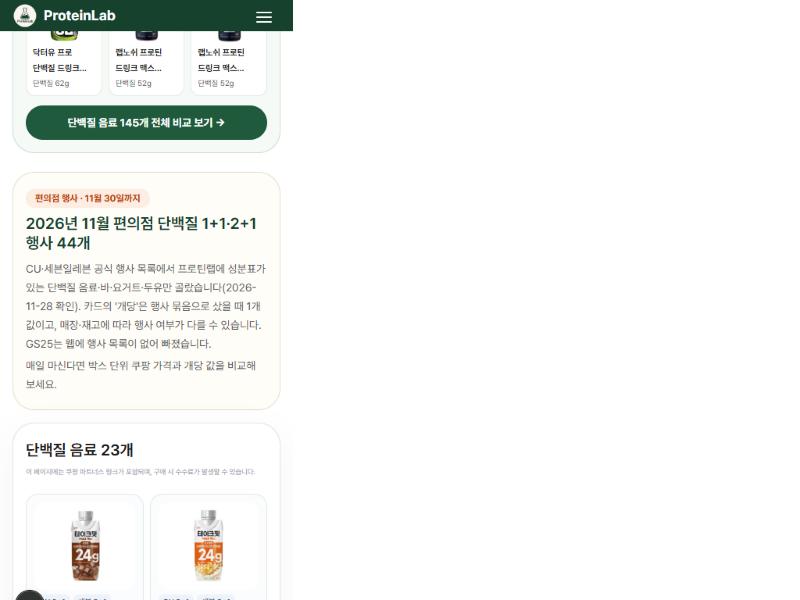 ProteinLab
닥터유 프로
단백질 드링크...
단백질 62g
랩노쉬 프로틴
드링크 맥스...
단백질 52g
랩노쉬 프로틴
드링크 맥스...
단백질 52g
단백질 음료 145개 전체 비교 보기 →
편의점 행사 · 11월 30일까지
2026년 11월 편의점 단백질 1+1·2+1
행사 44개
CU·세븐일레븐 공식 행사 목록에서 프로틴랩에 성분표가
있는 단백질 음료·바·요거트·두유만 골랐습니다(2026-
11-28 확인). 카드의 '개당'은 행사 묶음으로 샀을 때 1개
값이고, 매장·재고에 따라 행사 여부가 다를 수 있습니다.
GS25는 웹에 행사 목록이 없어 빠졌습니다.
매일 마신다면 박스 단위 쿠팡 가격과 개당 값을 비교해
보세요.
단백질 음료 23개
이 페이지에는 쿠팡 파트너스 링크가 포함되며, 구매 시 수수료가 발생할 수 있습니다.
테이크핏
24g
테이크핏
24g